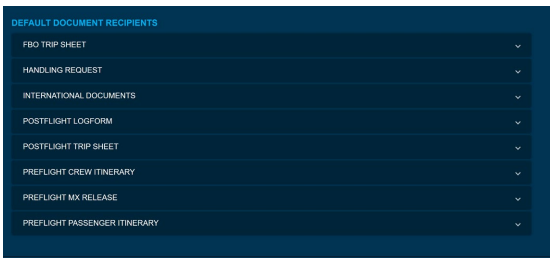 DEFAULT DOCUMENT RECIPIENTS
FBO TRIP SHEET
HANDLING REQUEST
INTERNATIONAL DOCUMENTS
POSTFLIGHT LOGFORM
POSTFLIGHT TRIP SHEET
PREFLIGHT CREW ITINERARY
PREFLIGHT MX RELEASE
PREFLIGHT PASSENGER ITINERARY